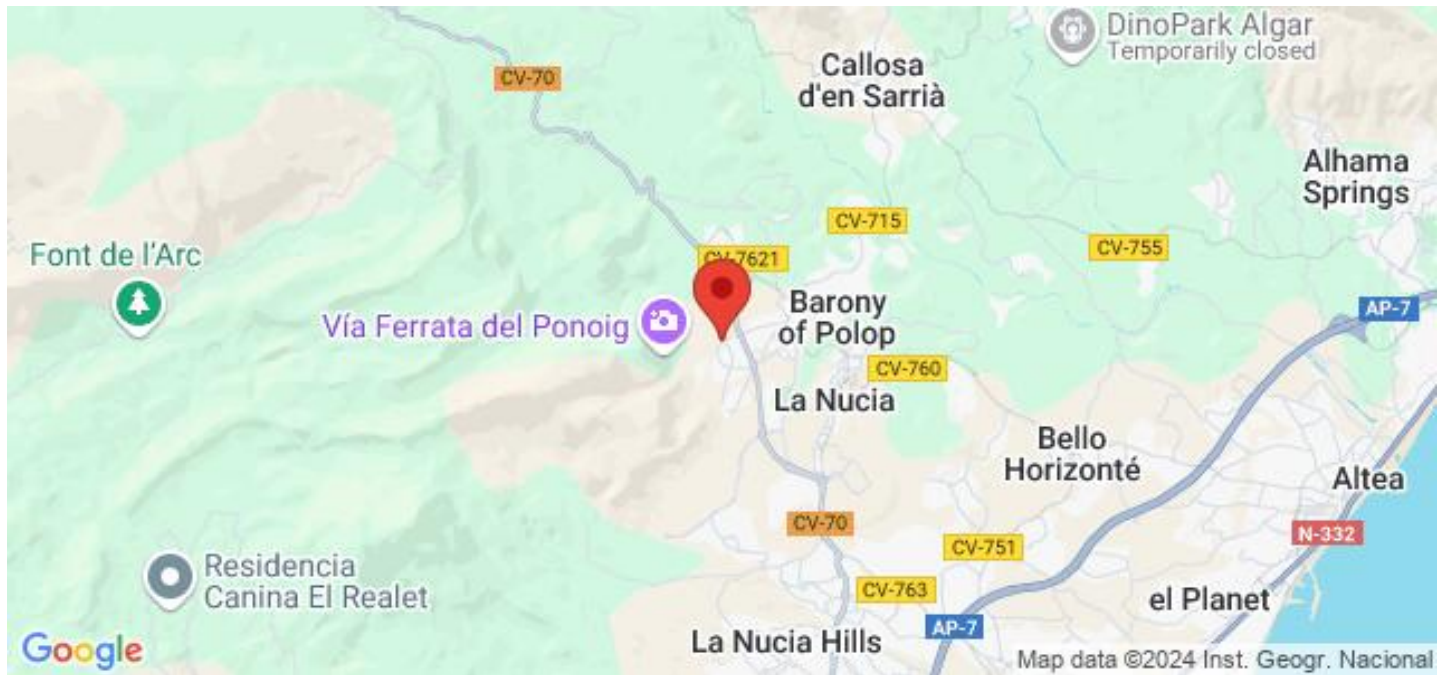 DinoPark Algar
Temporarily closed
Callosa
d'en Sarrià
CV-70
Alhama
Springs
CV-715
CV-755
Font de l'Arc
CV-7621
Vía Ferrata del Ponoig
Barony
of Polop
AP-7
CV-760
La Nucia
Bello
Horizonté
Altea
CV-70
N-332
CV-751
Residencia
Canina El Realet
CV-763
el Planet
AP-7
La Nucia Hills
Google
Map data ©2024 Inst. Geogr. Nacional